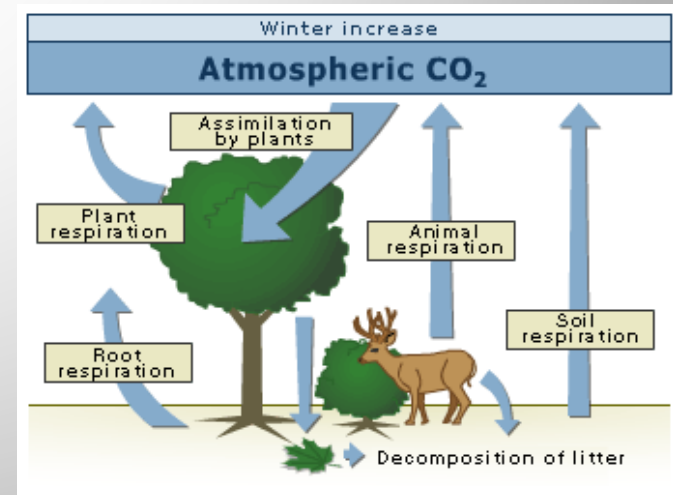 Winter increase
Atmospheric CO₂
Assimilation
by plants
Plant
respiration
Animal
respiration
Root
respiration
Soil
respiration
Decomposition of litter